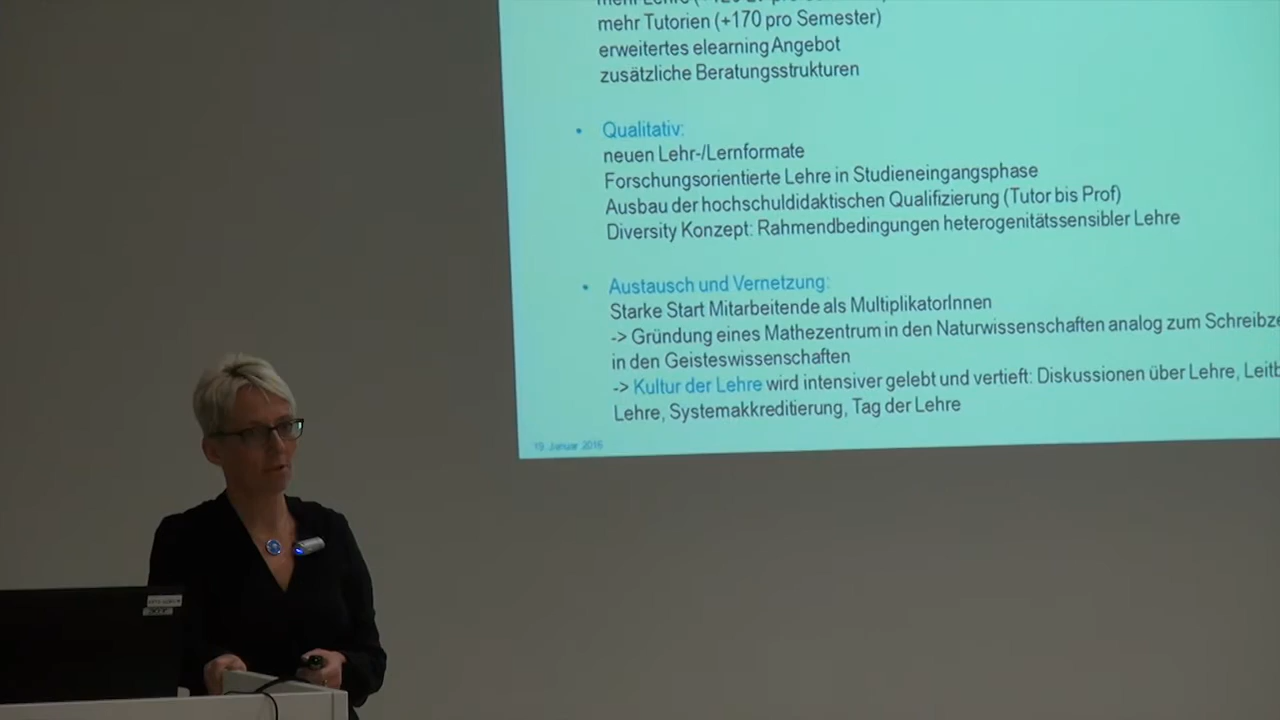 mehr Tutorien (+170 pro Semester)
erweitertes elearning Angebot
zusätzliche Beratungsstrukturen
• Qualitativ:
neuen Lehr-/Lernformate
Forschungsorientierte Lehre in Studieneingangsphase
Ausbau der hochschuldidaktischen Qualifizierung (Tutor bis Prof)
Diversity Konzept: Rahmendbedingungen heterogenitätssensibler Lehre
• Austausch und Vernetzung:
Starke Start Mitarbeitende als MultiplikatorInnen
-> Gründung eines Mathezentrum in den Naturwissenschaften analog zum
in den Geisteswissenschaften
-> Kultur der Lehre wird intensiver gelebt und vertieft: Diskussionen über Lehre,
Lehre, Systemakkreditierung, Tag der Lehre
19. Januar 2016